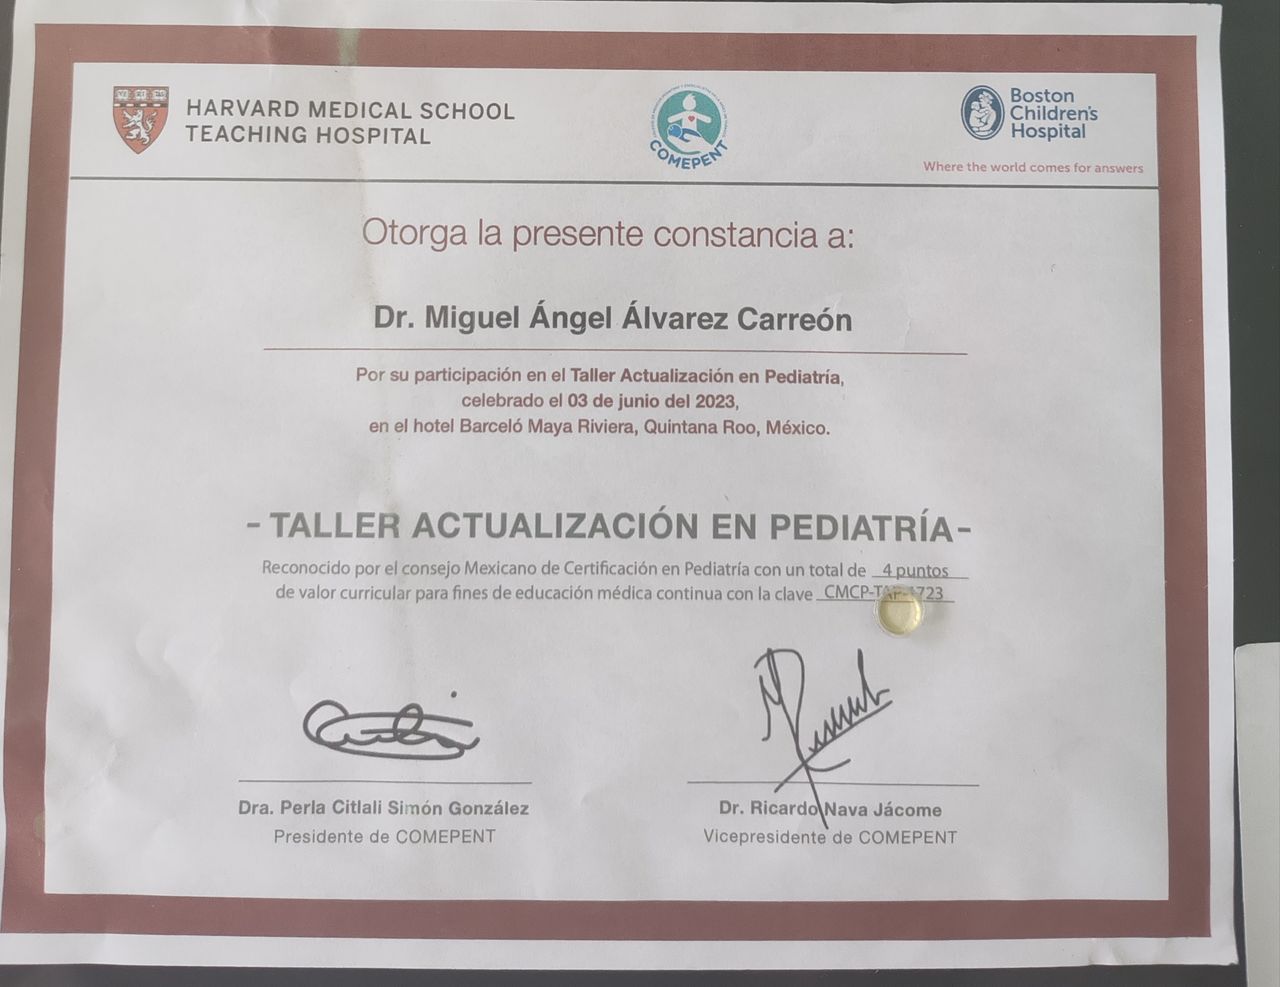 HARVARD MEDICAL SCHOOL
TEACHING HOSPITAL
VE RI TAS
COMEPENT
Boston
Children's
Hospital
Where the world comes for answers
Otorga la presente constancia a:
Dr. Miguel Ángel Álvarez Carreón
Por su participación en el Taller Actualización en Pediatría,
celebrado el 03 de junio del 2023,
en el hotel Barceló Maya Riviera, Quintana Roo, México.
- TALLER ACTUALIZACIÓN EN PEDIATRÍA-
Reconocido por el consejo Mexicano de Certificación en Pediatría con un total de 4 puntos
de valor curricular para fines de educación médica continua con la clave
Dra. Perla Citlali Simón González
Presidente de COMEPENT
Dr. Ricardo Nava Jácome
Vicepresidente de COMEPENT